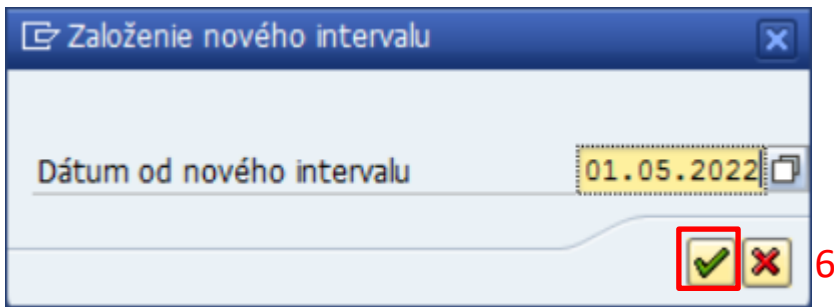 Založenie nového intervalu
Dátum od nového intervalu 01.05.2022
6